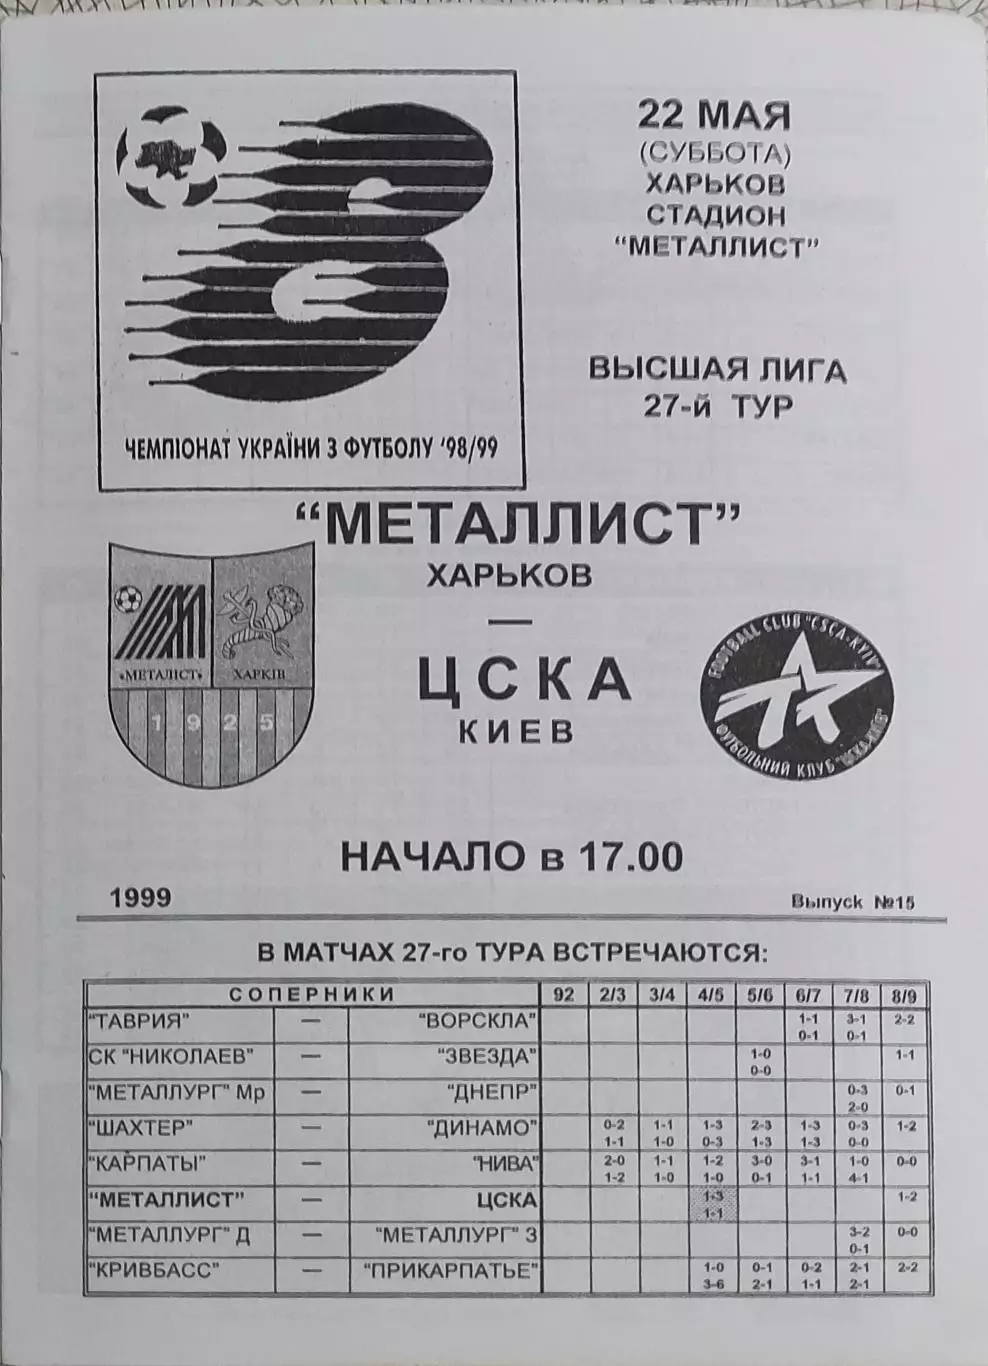 22 МАЯ
(СУББОТА)
ХАРЬКОВ
СТАДИОН
“МЕТАЛЛИСТ”
ВЫСШАЯ ЛИГА
27-й ТУР
ЧЕМПІОНАТ УКРАЇНИ З ФУТБОЛУ '98/99
“МЕТАЛЛИСТ”
ХАРЬКОВ
—
ЦСКА
КИЕВ
«МЕТАЛИСТ» ХАРКІВ
1925
FOOTBALL CLUB "CSCA-KYIV"
ФУТБОЛЬНИЙ КЛУБ "ЦСКА-КИЇВ"
НАЧАЛО в 17.00
1999 Выпуск №15
В МАТЧАХ 27-го ТУРА ВСТРЕЧАЮТСЯ:
СОПЕРНИКИ 92 2/3 3/4 4/5 5/6 6/7 7/8 8/9
"ТАВРИЯ" — "ВОРСКЛА" 1-1 3-1 2-2
0-1 0-1
СК "НИКОЛАЕВ" — "ЗВЕЗДА" 1-0 1-1
0-0
"МЕТАЛЛУРГ" Мр — "ДНЕПР" 0-3 0-1
2-0
"ШАХТЕР" — "ДИНАМО" 0-2 1-1 1-3 2-3 1-3 0-3 1-2
1-1 1-0 0-3 1-3 1-3 0-0
"КАРПАТЫ" — "НИВА" 2-0 1-1 1-2 3-0 3-1 1-0 0-0
1-2 1-0 1-0 0-1 1-1 4-1
"МЕТАЛЛИСТ" — ЦСКА 1-3 1-2
1-1
"МЕТАЛЛУРГ" Д — "МЕТАЛЛУРГ" З 3-2 0-0
0-1
"КРИВБАСС" — "ПРИКАРПАТЬЕ" 1-0 0-1 0-2 2-1 2-2
3-6 2-1 1-1 2-1